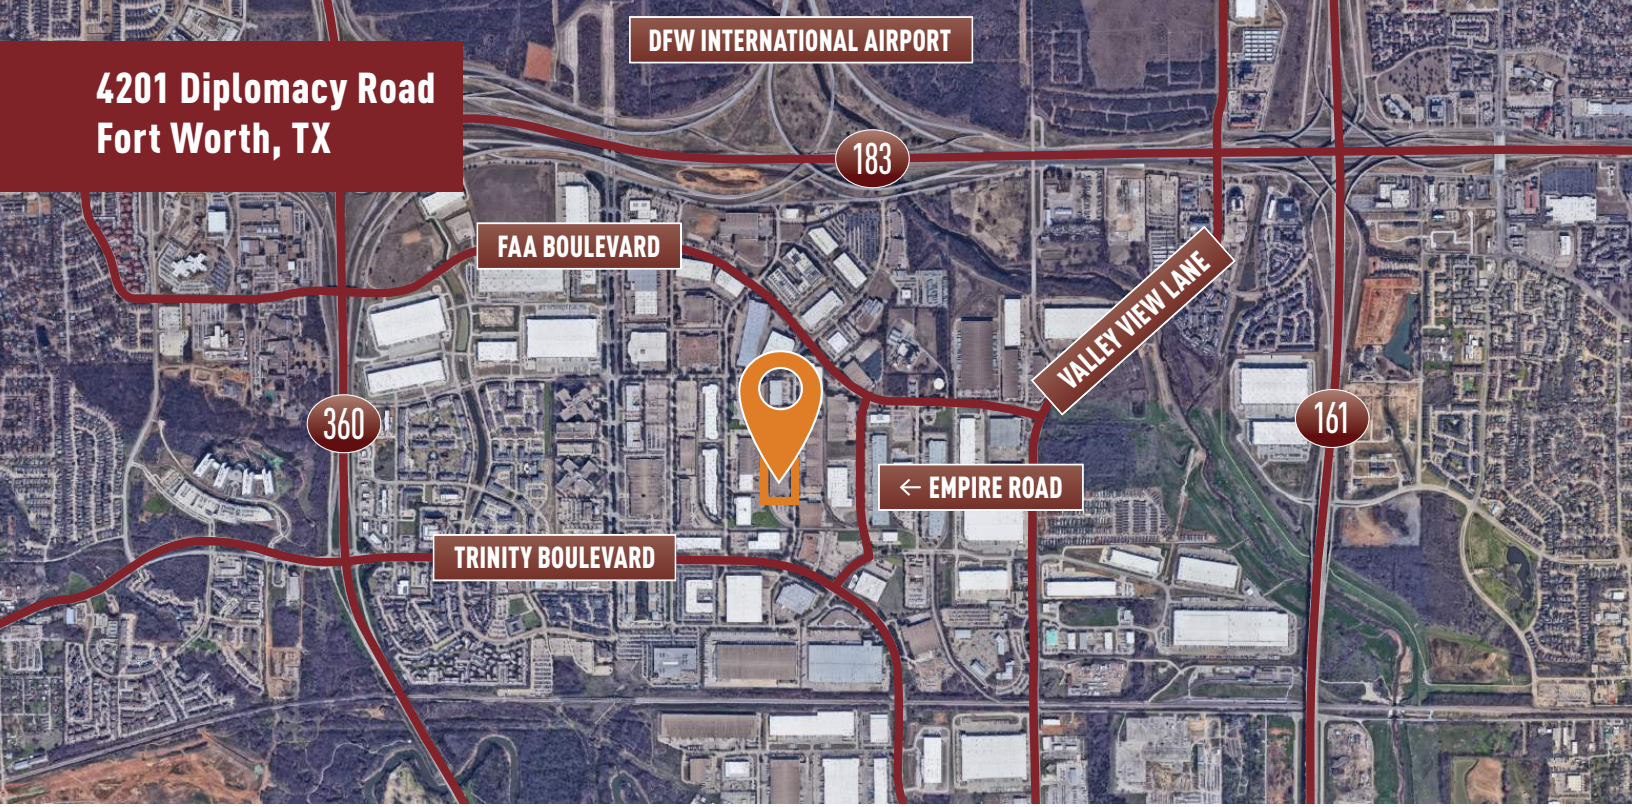 DFW INTERNATIONAL AIRPORT
4201 Diplomacy Road
Fort Worth, TX
183
FAA BOULEVARD
VALLEY VIEW LANE
360
161
← EMPIRE ROAD
TRINITY BOULEVARD